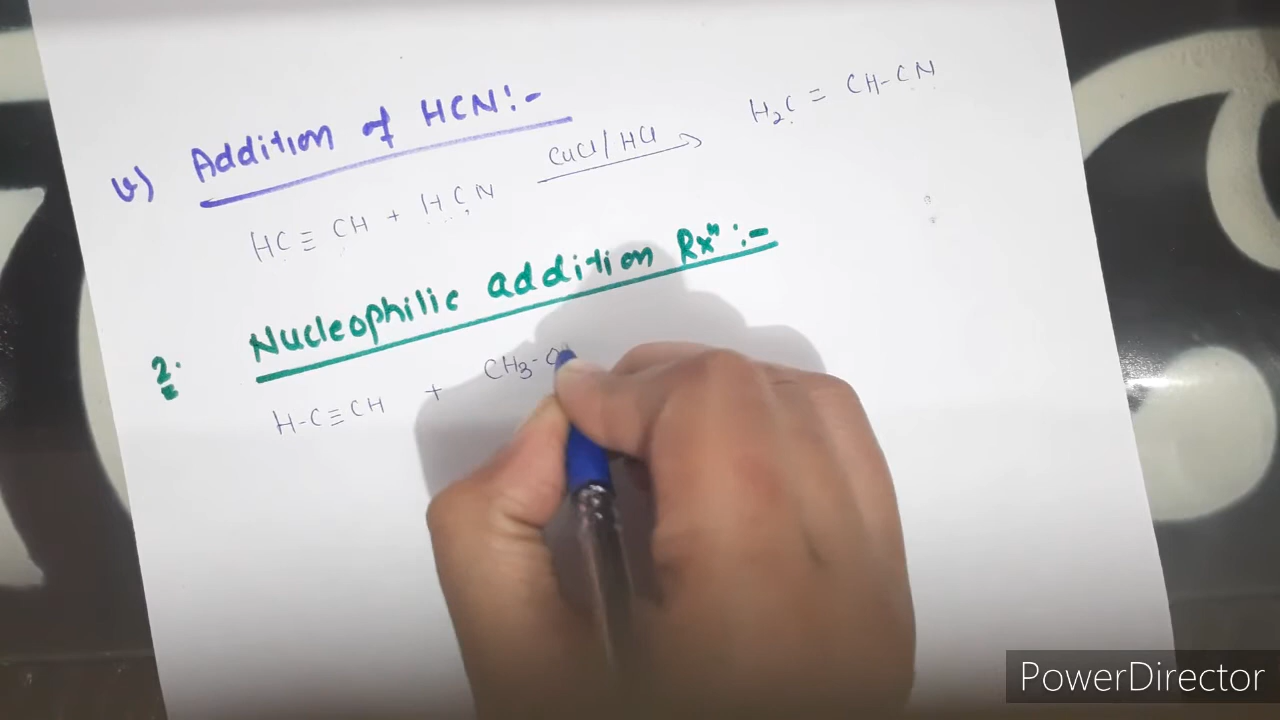 v) Addition of HCN:-
HC ≡ CH + HCN CuCl / HCl → H₂C = CH-CN
2. Nucleophilic addition Rxⁿ :-
H-C≡CH + CH3-O
PowerDirector